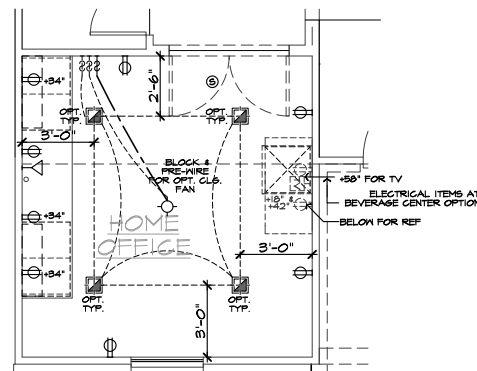 $$$
+34"
2'-6"
S
OPT.
TYP.
OPT.
TYP.
3'-0"
BLOCK &
PRE-WIRE
FOR OPT. CLG.
FAN
+58" FOR TV
ELECTRICAL ITEMS AT
BEVERAGE CENTER OPTION
+18" &
+42"
BELOW FOR REF
+34"
HOME
OFFICE
3'-0"
+34"
OPT.
TYP.
OPT.
TYP.
3'-0"